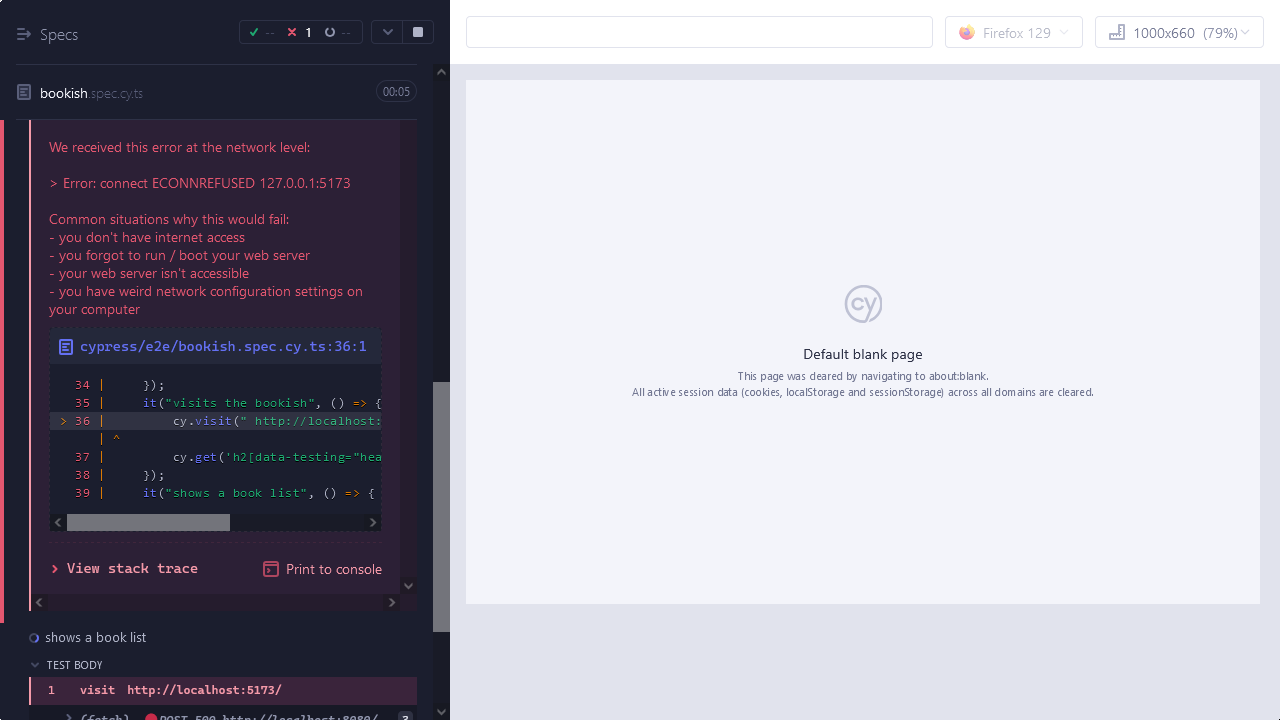 Specs
-- 1 --
Firefox 129
1000x660 (79%)
bookish.spec.cy.ts
00:05
We received this error at the network level:
> Error: connect ECONNREFUSED 127.0.0.1:5173
Common situations why this would fail:
- you don't have internet access
- you forgot to run / boot your web server
- your web server isn't accessible
- you have weird network configuration settings on
your computer
cypress/e2e/bookish.spec.cy.ts:36:1
34 | });
35 | it("visits the bookish", () => {
> 36 | cy.visit(" http://localhost:
| ^
37 | cy.get('h2[data-testing="hea
38 | });
39 | it("shows a book list", () => {
View stack trace
Print to console
shows a book list
TEST BODY
1 visit http://localhost:5173/
(fetch) POST 500 http://localhost:8080/
cy
Default blank page
This page was cleared by navigating to about:blank.
All active session data (cookies, localStorage and sessionStorage) across all domains are cleared.